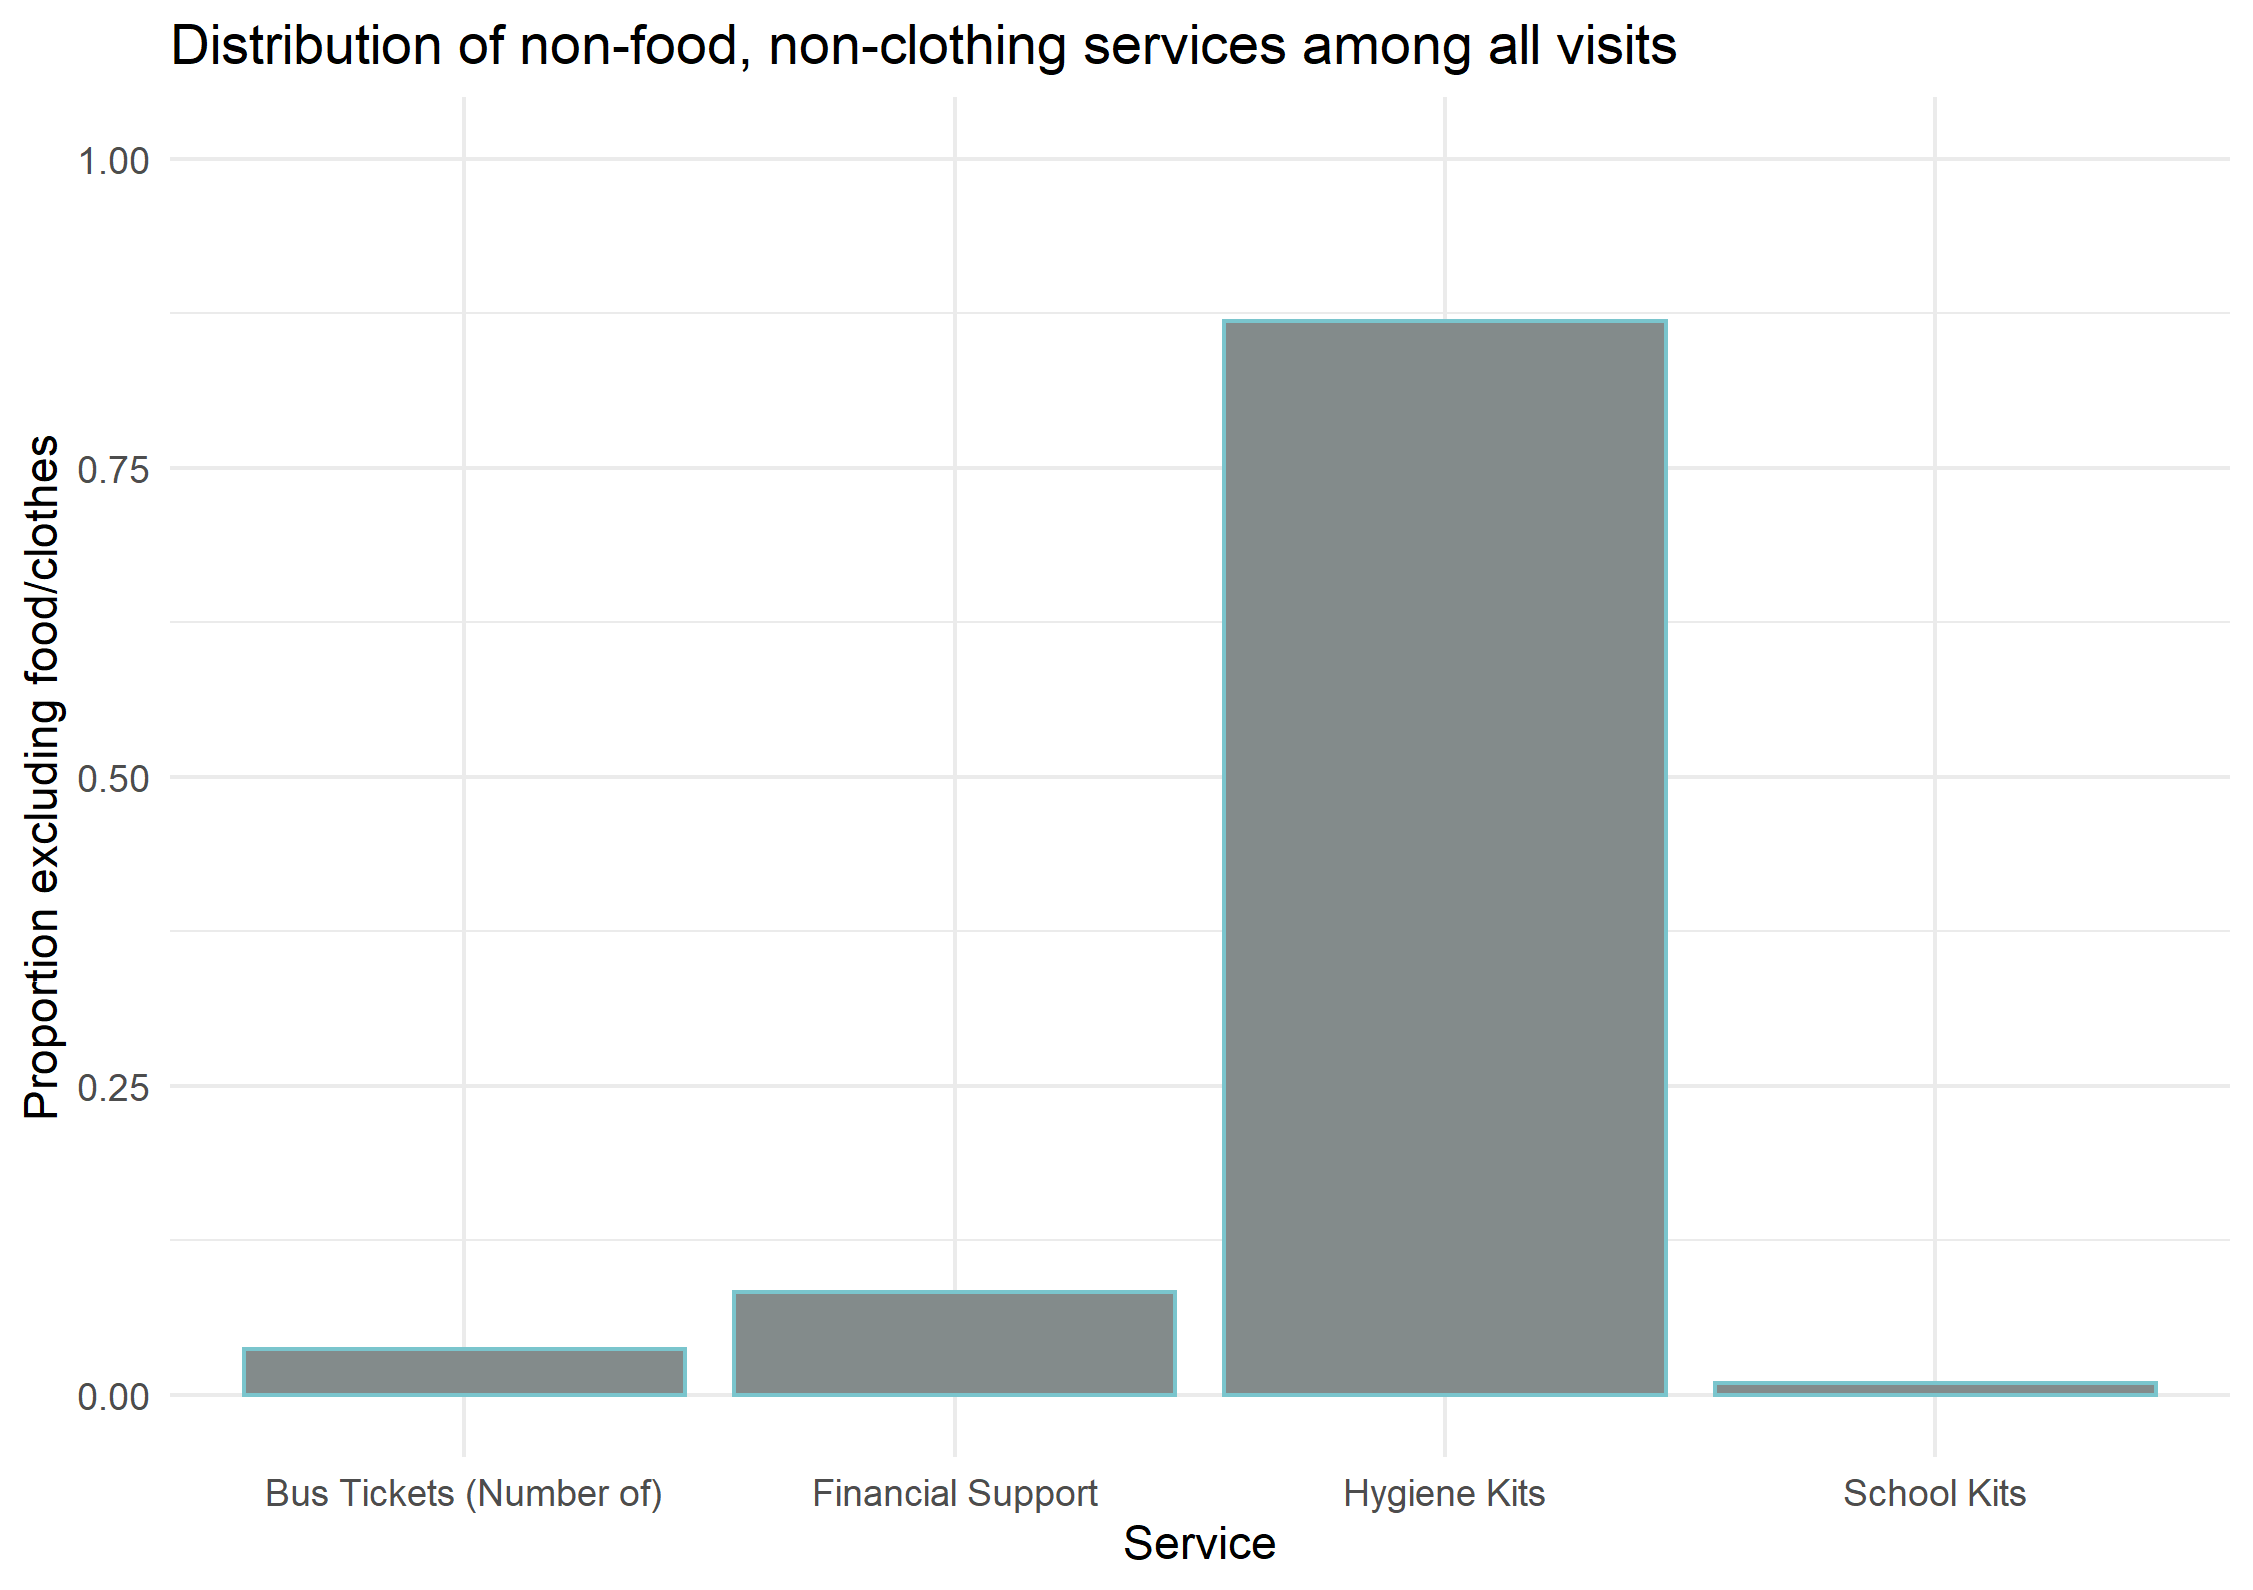 Distribution of non-food, non-clothing services among all visits
Proportion excluding food/clothes
1.00
0.75
0.50
0.25
0.00
Bus Tickets (Number of)
Financial Support
Hygiene Kits
School Kits
Service